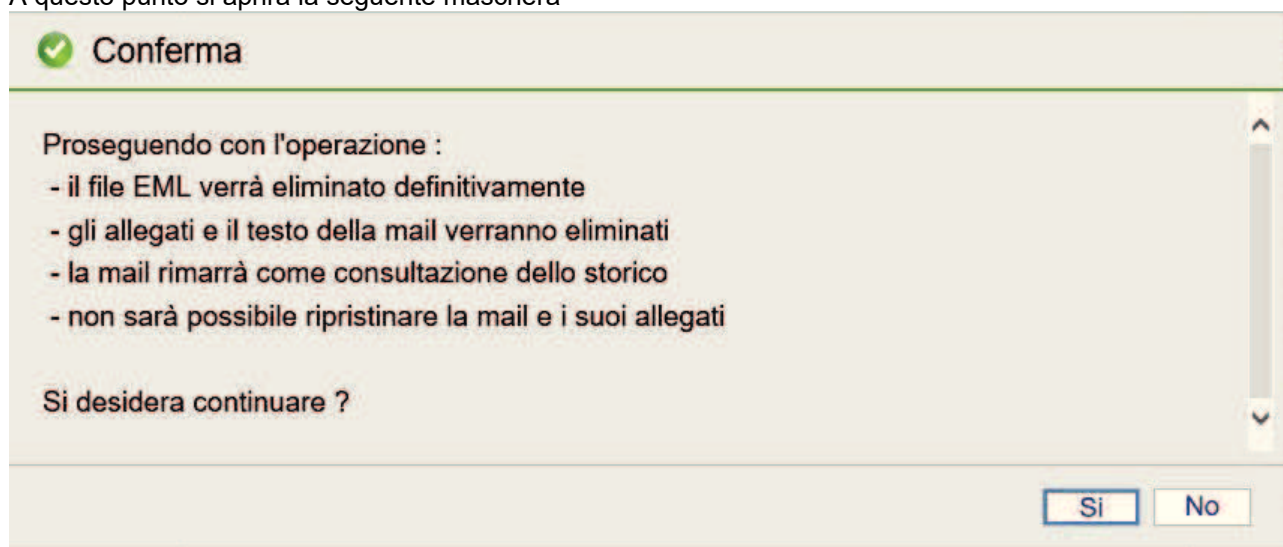 A questo punto si aprirà la seguente maschera
Conferma
Proseguendo con l'operazione :
- il file EML verrà eliminato definitivamente
- gli allegati e il testo della mail verranno eliminati
- la mail rimarrà come consultazione dello storico
- non sarà possibile ripristinare la mail e i suoi allegati
Si desidera continuare ?
Si No